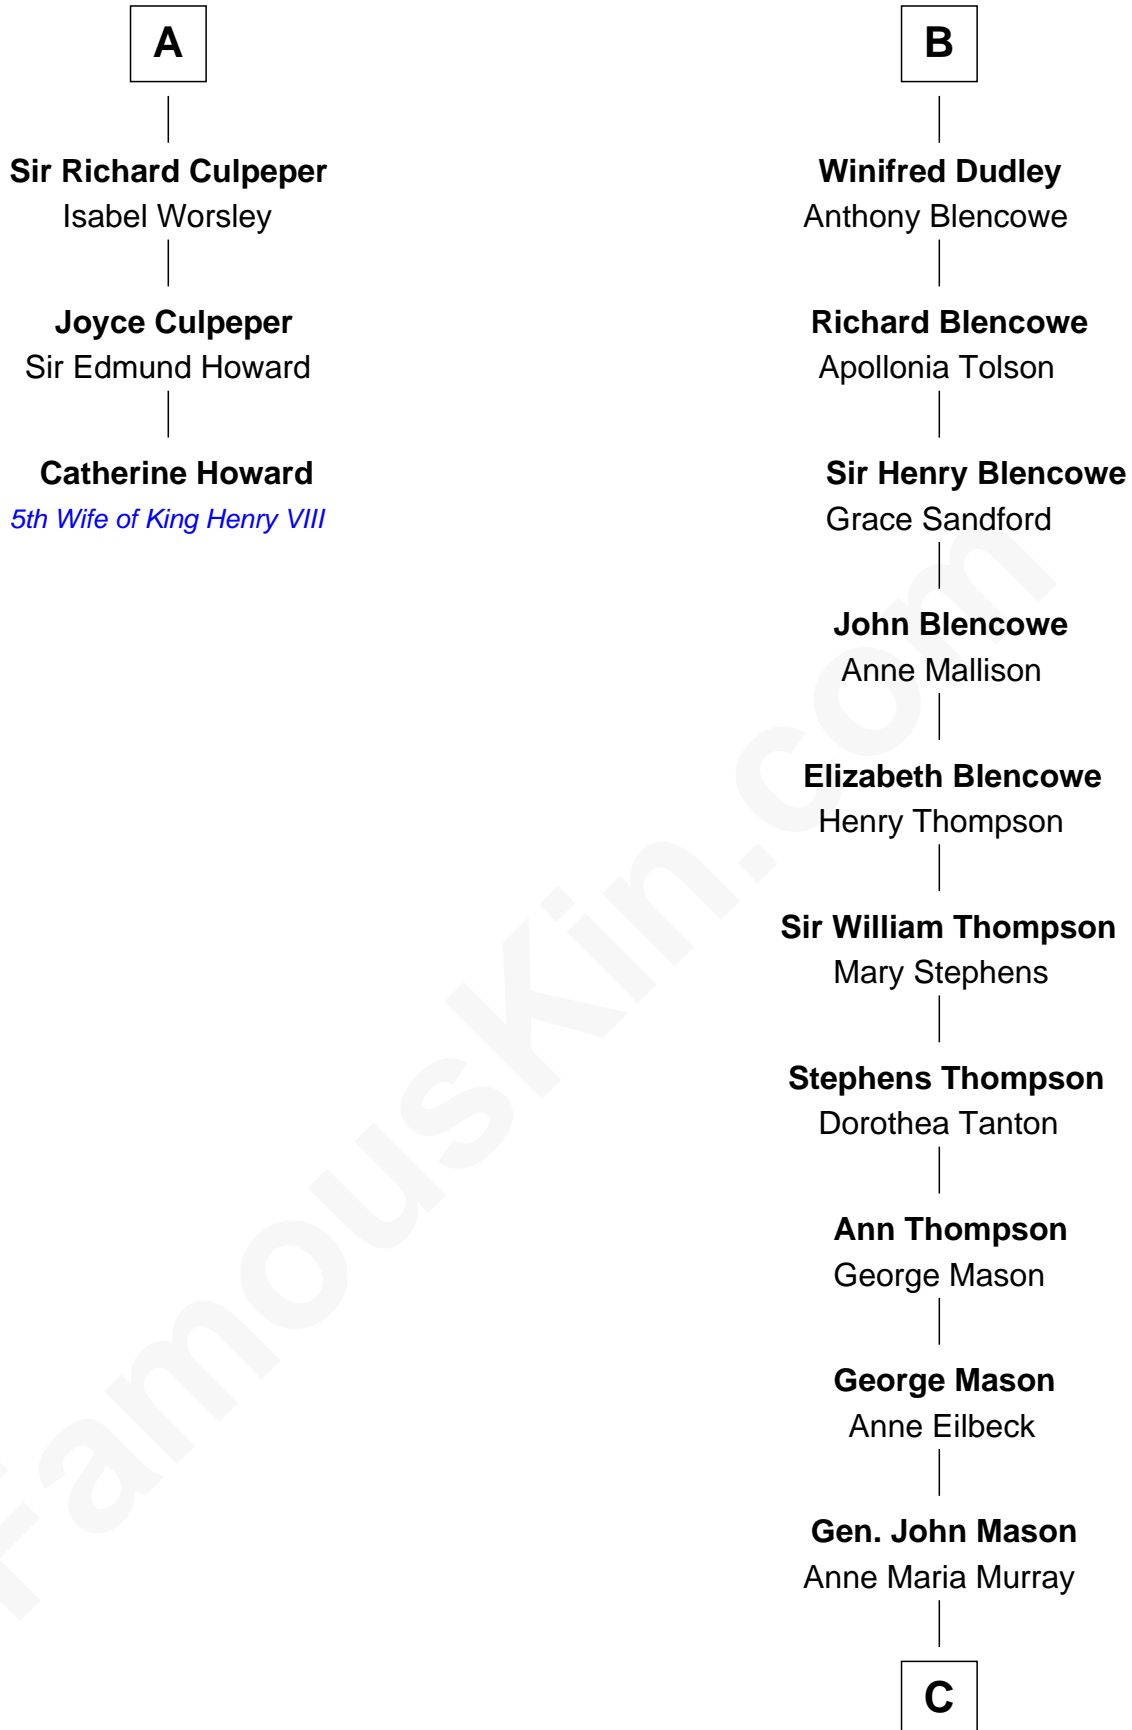 A
Sir Richard Culpeper
Isabel Worsley
Joyce Culpeper
Sir Edmund Howard
Catherine Howard
5th Wife of King Henry VIII
B
Winifred Dudley
Anthony Blencowe
Richard Blencowe
Apollonia Tolson
Sir Henry Blencowe
Grace Sandford
John Blencowe
Anne Mallison
Elizabeth Blencowe
Henry Thompson
Sir William Thompson
Mary Stephens
Stephens Thompson
Dorothea Tanton
Ann Thompson
George Mason
George Mason
Anne Eilbeck
Gen. John Mason
Anne Maria Murray
C
FamousKin.com